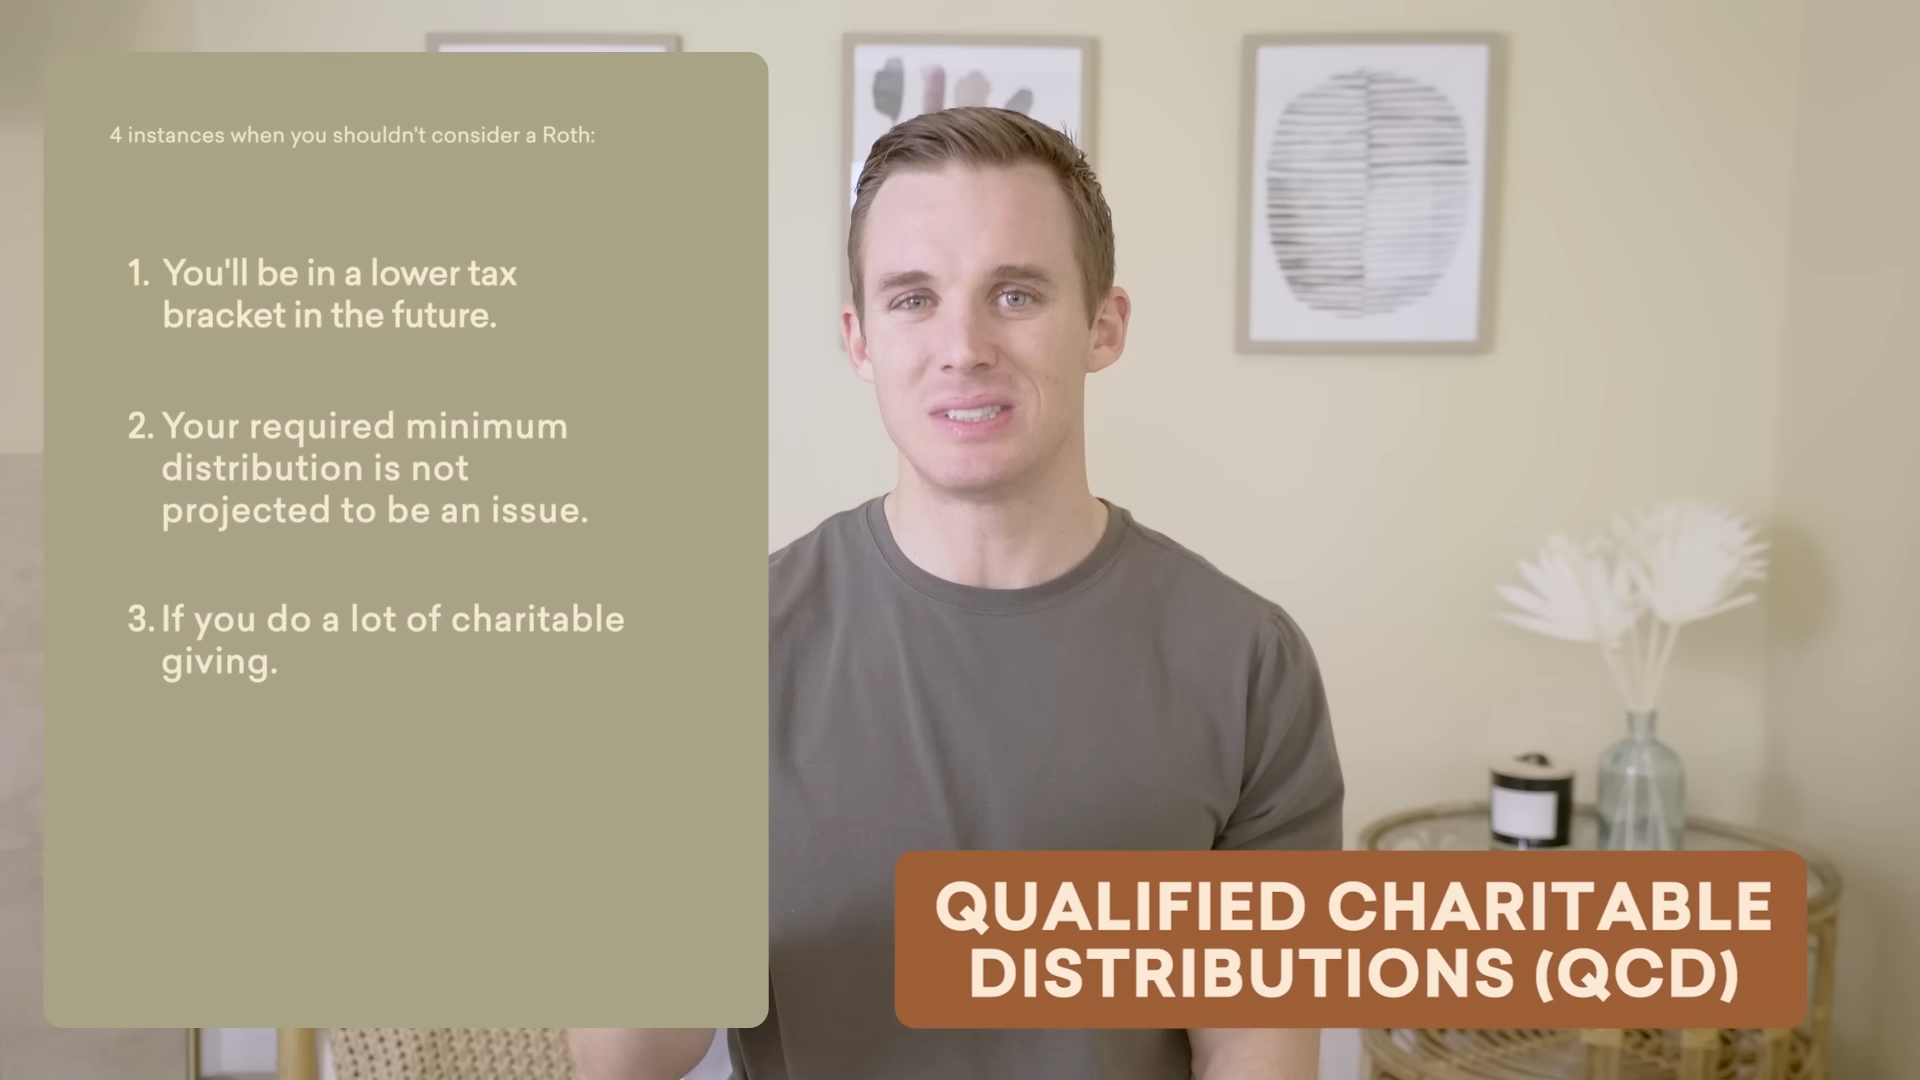 4 instances when you shouldn't consider a Roth:
1. You'll be in a lower tax
bracket in the future.
2. Your required minimum
distribution is not
projected to be an issue.
3. If you do a lot of charitable
giving.
QUALIFIED CHARITABLE
DISTRIBUTIONS (QCD)